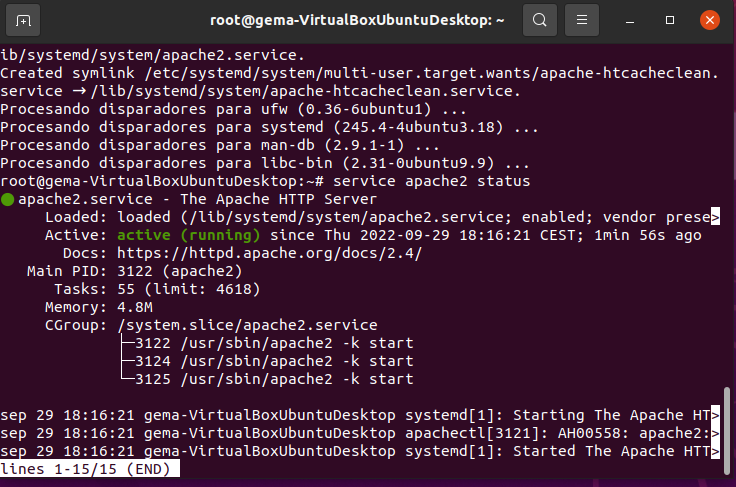 root@gema-VirtualBoxUbuntuDesktop: ~
ib/systemd/system/apache2.service.
Created symlink /etc/systemd/system/multi-user.target.wants/apache-htcacheclean.
service → /lib/systemd/system/apache-htcacheclean.service.
Procesando disparadores para ufw (0.36-6ubuntu1) ...
Procesando disparadores para systemd (245.4-4ubuntu3.18) ...
Procesando disparadores para man-db (2.9.1-1) ...
Procesando disparadores para libc-bin (2.31-0ubuntu9.9) ...
root@gema-VirtualBoxUbuntuDesktop:~# service apache2 status
● apache2.service - The Apache HTTP Server
Loaded: loaded (/lib/systemd/system/apache2.service; enabled; vendor prese>
Active: active (running) since Thu 2022-09-29 18:16:21 CEST; 1min 56s ago
Docs: https://httpd.apache.org/docs/2.4/
Main PID: 3122 (apache2)
Tasks: 55 (limit: 4618)
Memory: 4.8M
CGroup: /system.slice/apache2.service
├─3122 /usr/sbin/apache2 -k start
├─3124 /usr/sbin/apache2 -k start
└─3125 /usr/sbin/apache2 -k start
sep 29 18:16:21 gema-VirtualBoxUbuntuDesktop systemd[1]: Starting The Apache HT>
sep 29 18:16:21 gema-VirtualBoxUbuntuDesktop apachectl[3121]: AH00558: apache2:>
sep 29 18:16:21 gema-VirtualBoxUbuntuDesktop systemd[1]: Started The Apache HTT>
lines 1-15/15 (END)